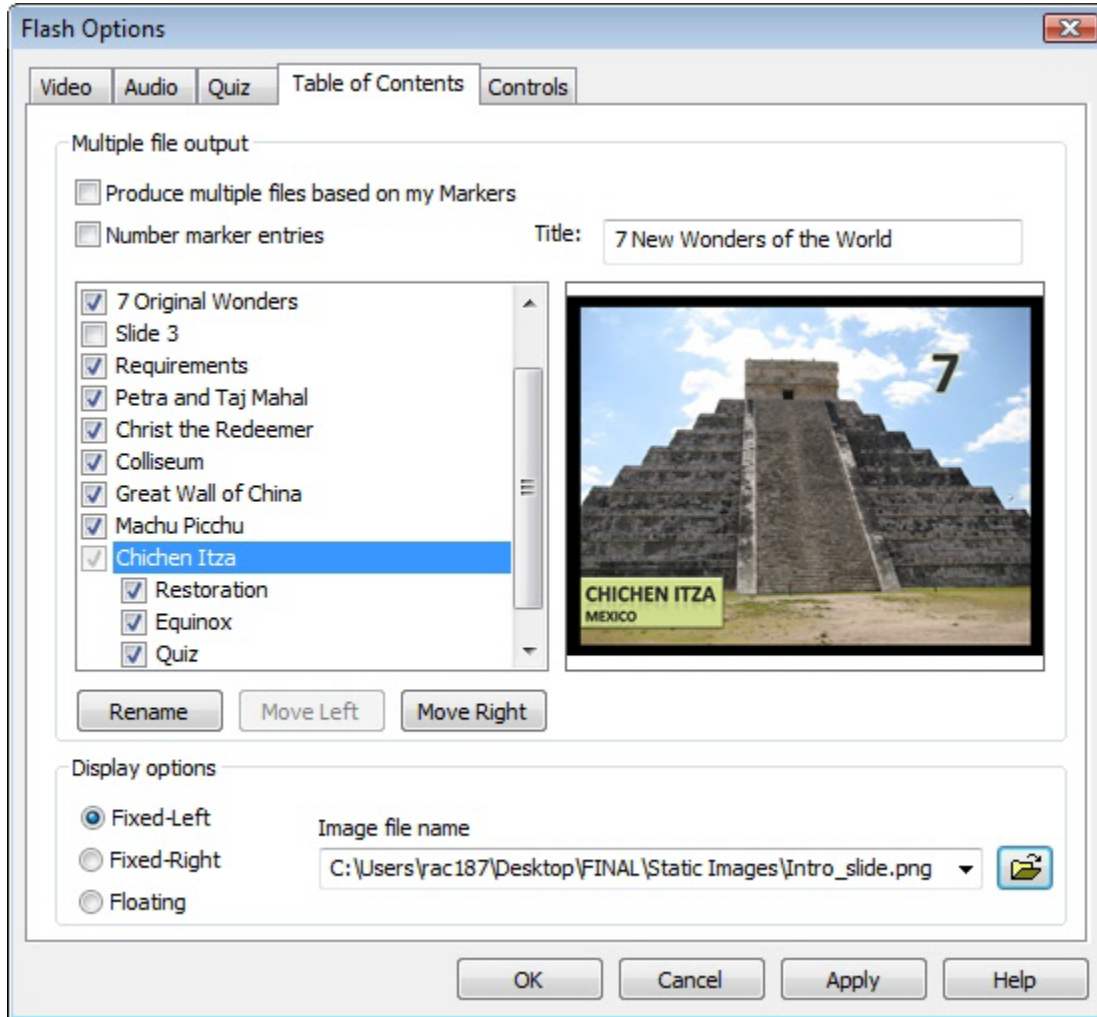 Flash Options
Video Audio Quiz Table of Contents Controls
Multiple file output
Produce multiple files based on my Markers
Number marker entries Title: 7 New Wonders of the World
7 Original Wonders
Slide 3
Requirements
Petra and Taj Mahal
Christ the Redeemer
Colliseum
Great Wall of China
Machu Picchu
Chichen Itza
Restoration
Equinox
Quiz
7
CHICHEN ITZA
MEXICO
Rename Move Left Move Right
Display options
Fixed-Left
Fixed-Right
Floating
Image file name
C:\Users\rac187\Desktop\FINAL\Static Images\Intro_slide.png
OK Cancel Apply Help